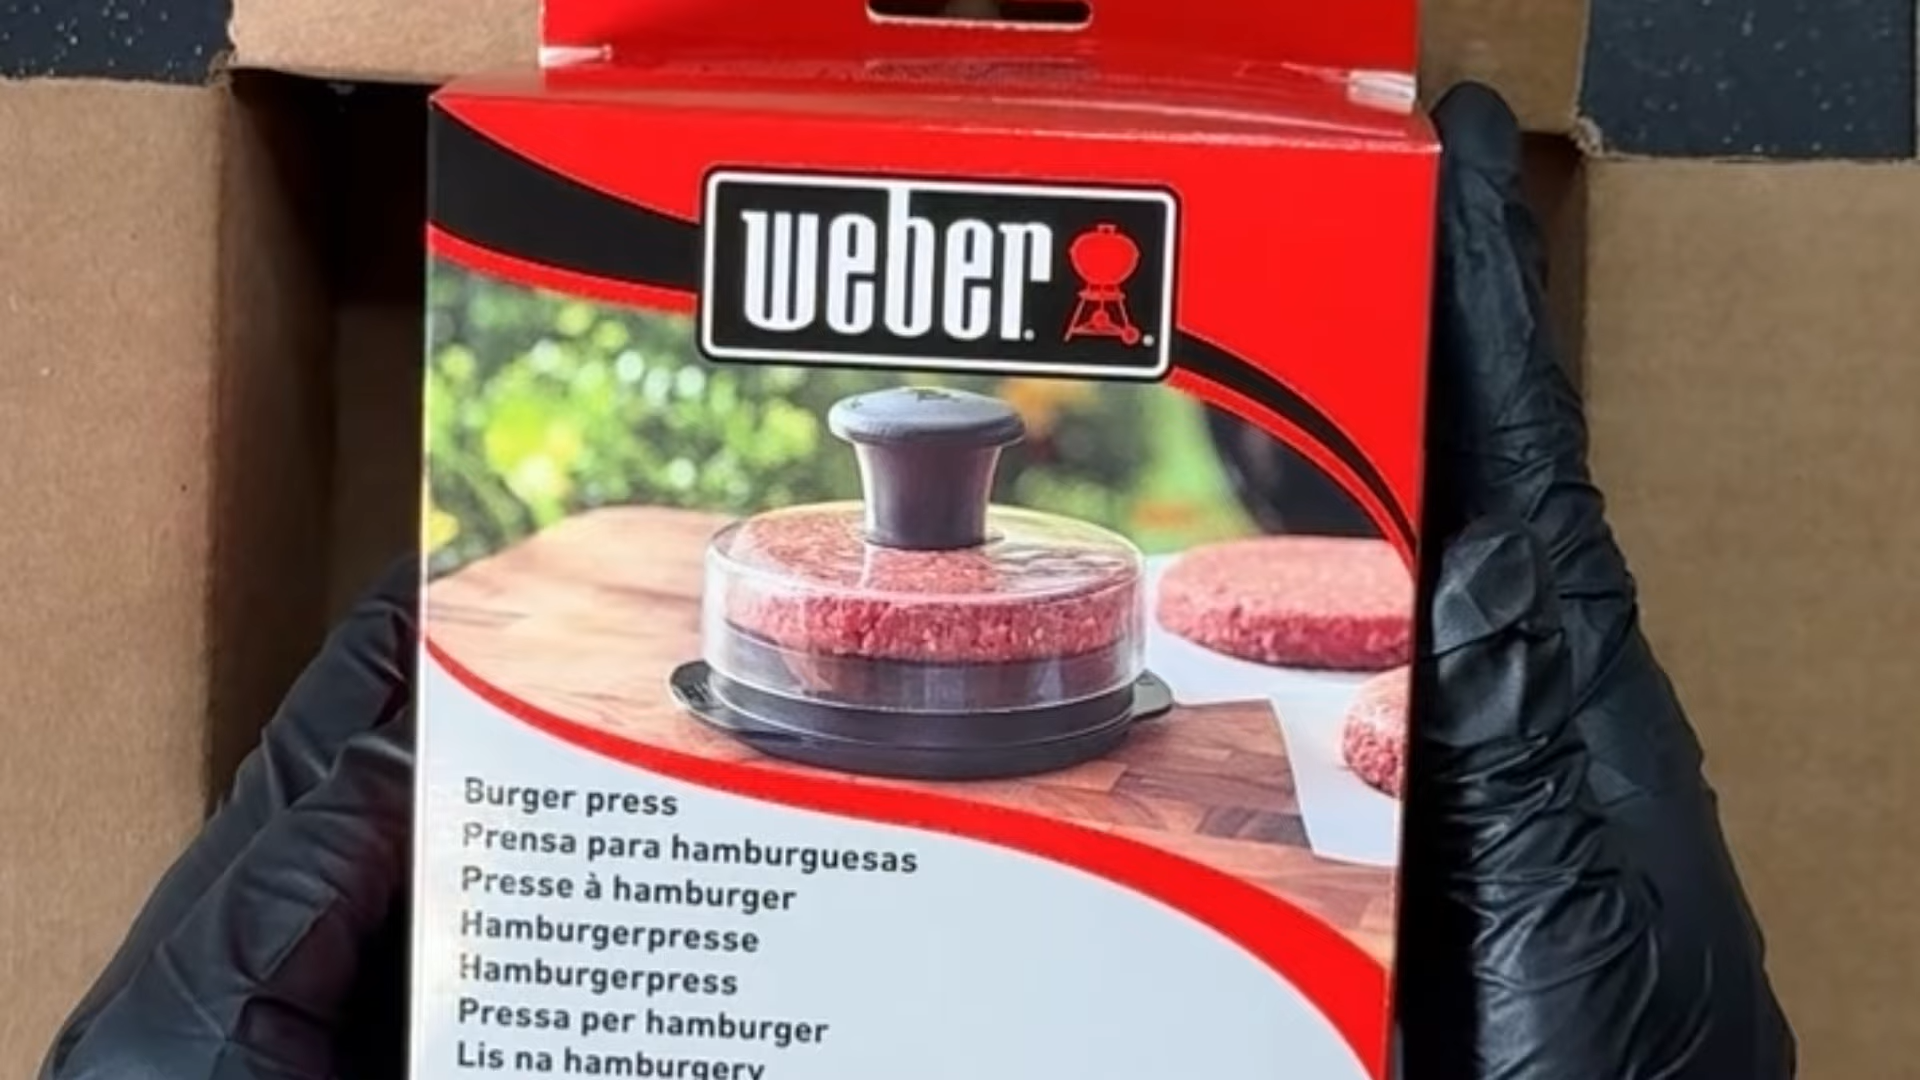 weber
Burger press
Prensa para hamburguesas
Presse à hamburger
Hamburgerpresse
Hamburgerpress
Pressa per hamburger
Lis na hamburgery